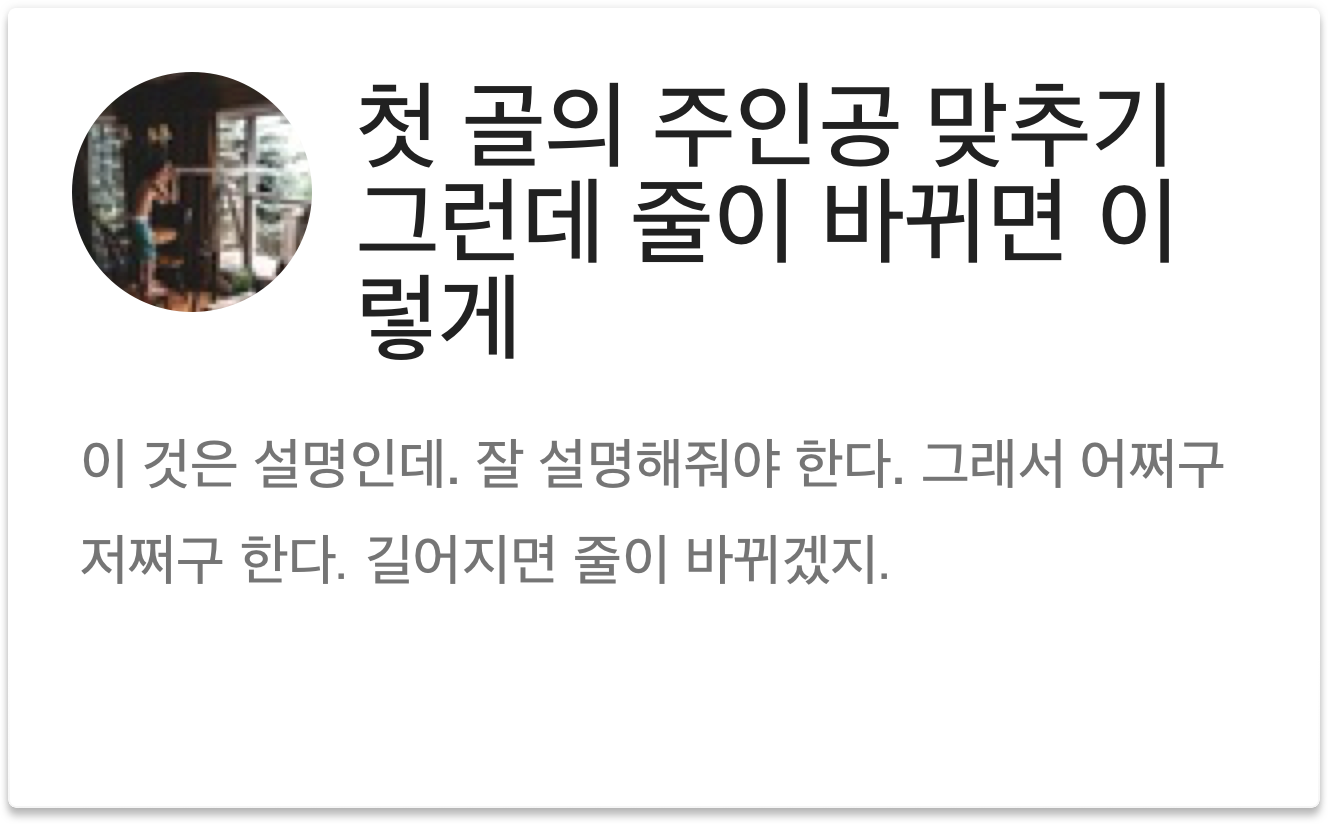 첫 골의 주인공 맞추기
그런데 줄이 바뀌면 이
렇게
이 것은 설명인데. 잘 설명해줘야 한다. 그래서 어쩌구
저쩌구 한다. 길어지면 줄이 바뀌겠지.